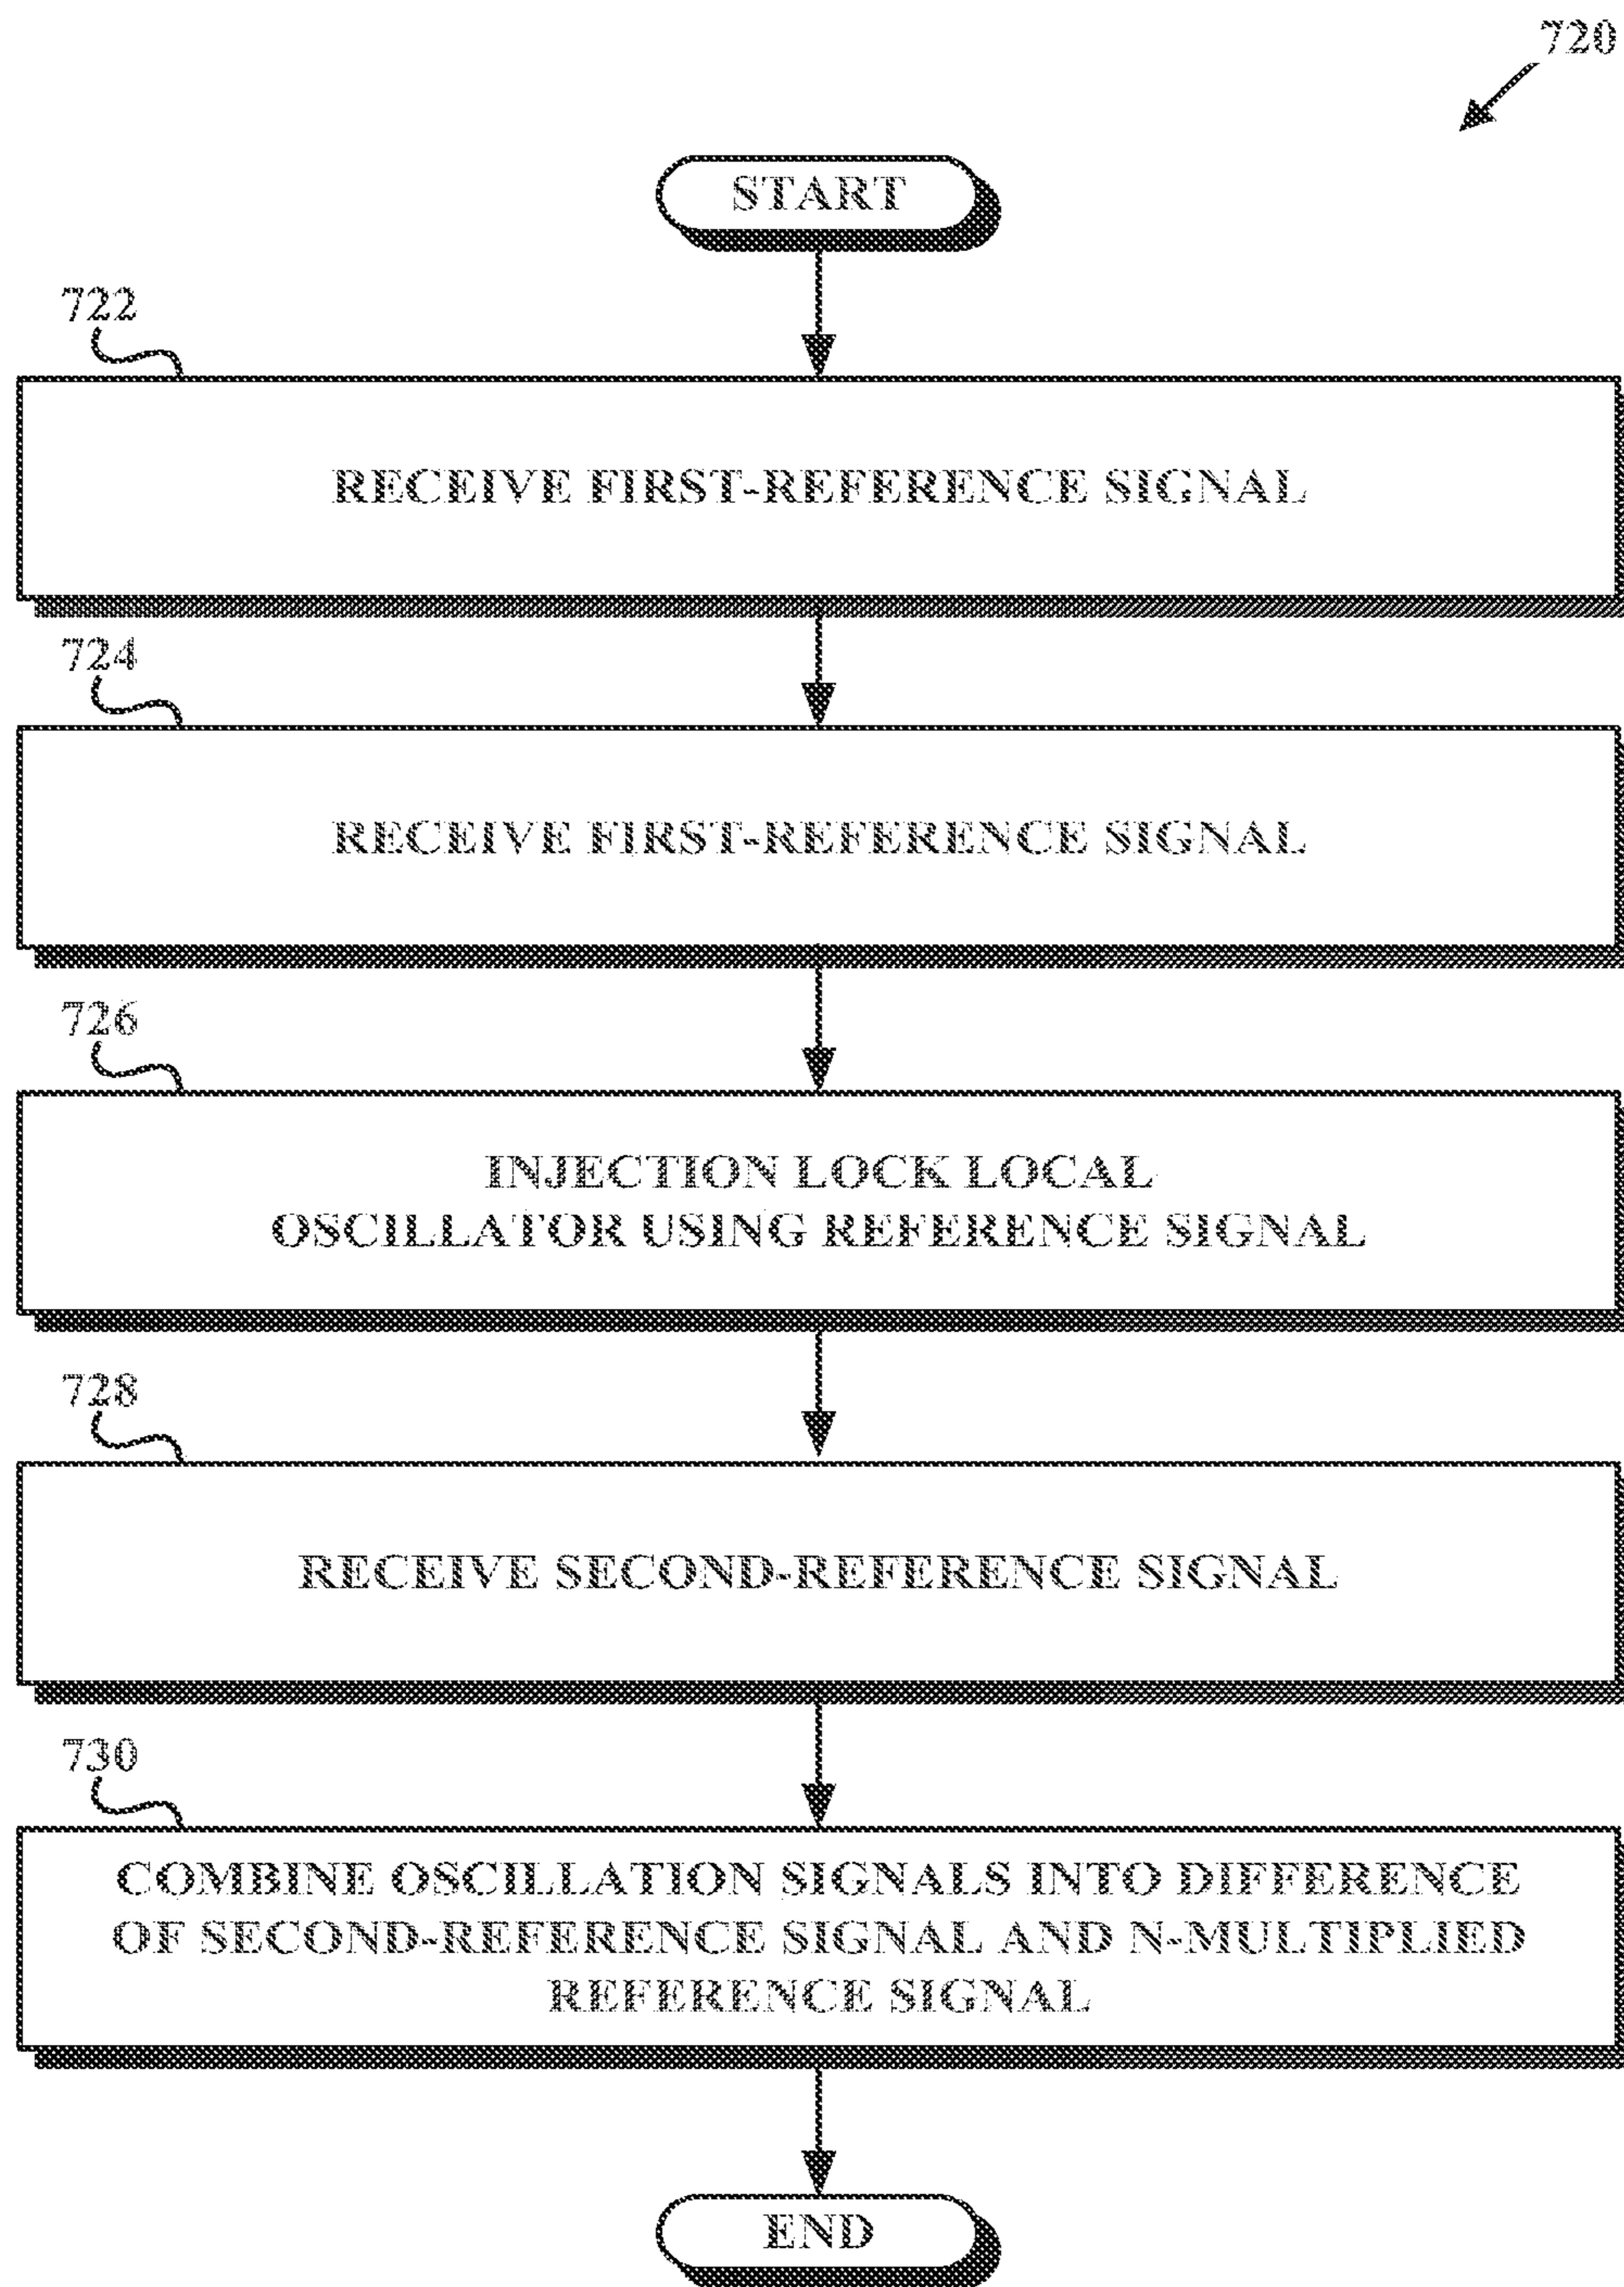 720
START
722
RECEIVE FIRST-REFERENCE SIGNAL
724
RECEIVE FIRST-REFERENCE SIGNAL
726
INJECTION LOCK LOCAL
OSCILLATOR USING REFERENCE SIGNAL
728
RECEIVE SECOND-REFERENCE SIGNAL
730
COMBINE OSCILLATION SIGNALS INTO DIFFERENCE
OF SECOND-REFERENCE SIGNAL AND N-MULTIPLIED
REFERENCE SIGNAL
END